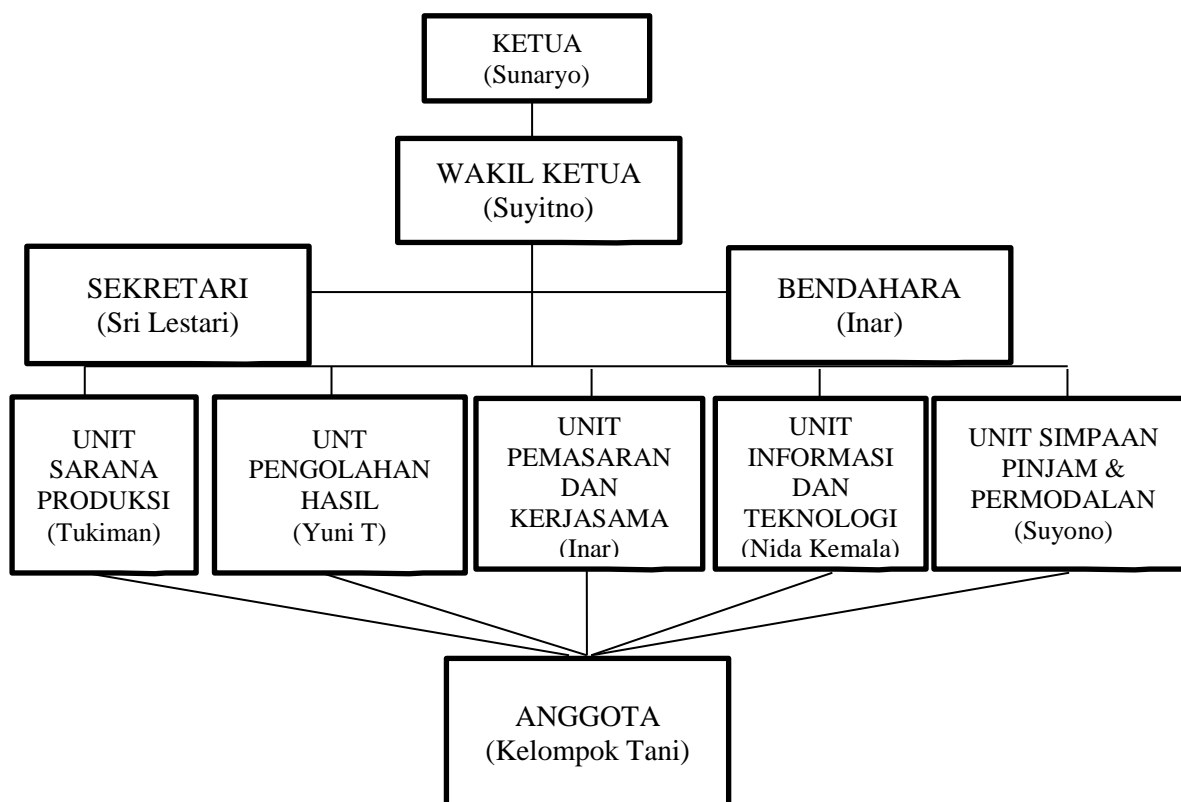 KETUA
(Sunaryo)
WAKIL KETUA
(Suyitno)
SEKRETARI
(Sri Lestari)
BENDAHARA
(Inar)
UNIT
SARANA
PRODUKSI
(Tukiman)
UNT
PENGOLAHAN
HASIL
(Yuni T)
UNIT
PEMASARAN
DAN
KERJASAMA
(Inar)
UNIT
INFORMASI
DAN
TEKNOLOGI
(Nida Kemala)
UNIT SIMPAAN
PINJAM &
PERMODALAN
(Suyono)
ANGGOTA
(Kelompok Tani)